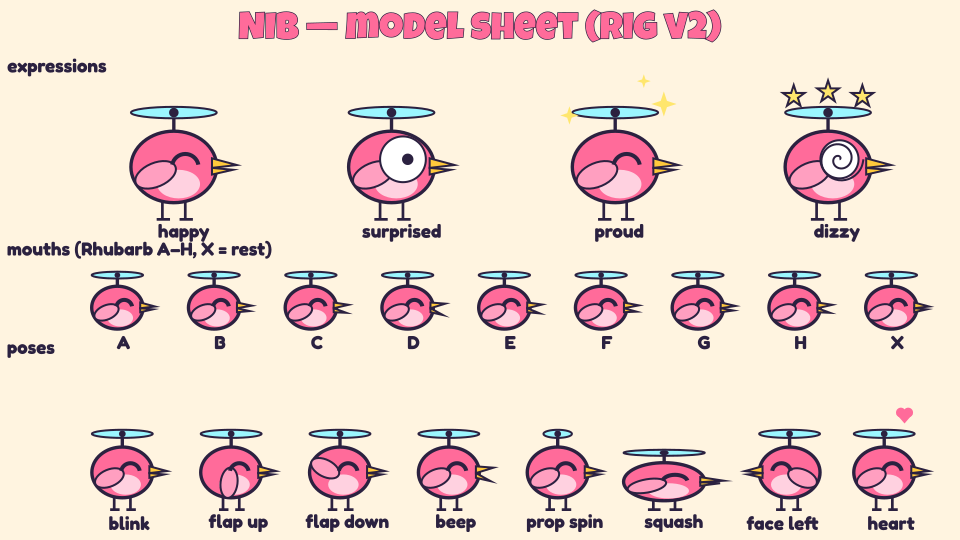 NIB — model sheet (RIG V2)
expressions
happy
surprised
proud
dizzy
mouths (Rhubarb A–H, X = rest)
A
B
C
D
E
F
G
H
X
poses
blink
flap up
flap down
beep
prop spin
squash
face left
heart